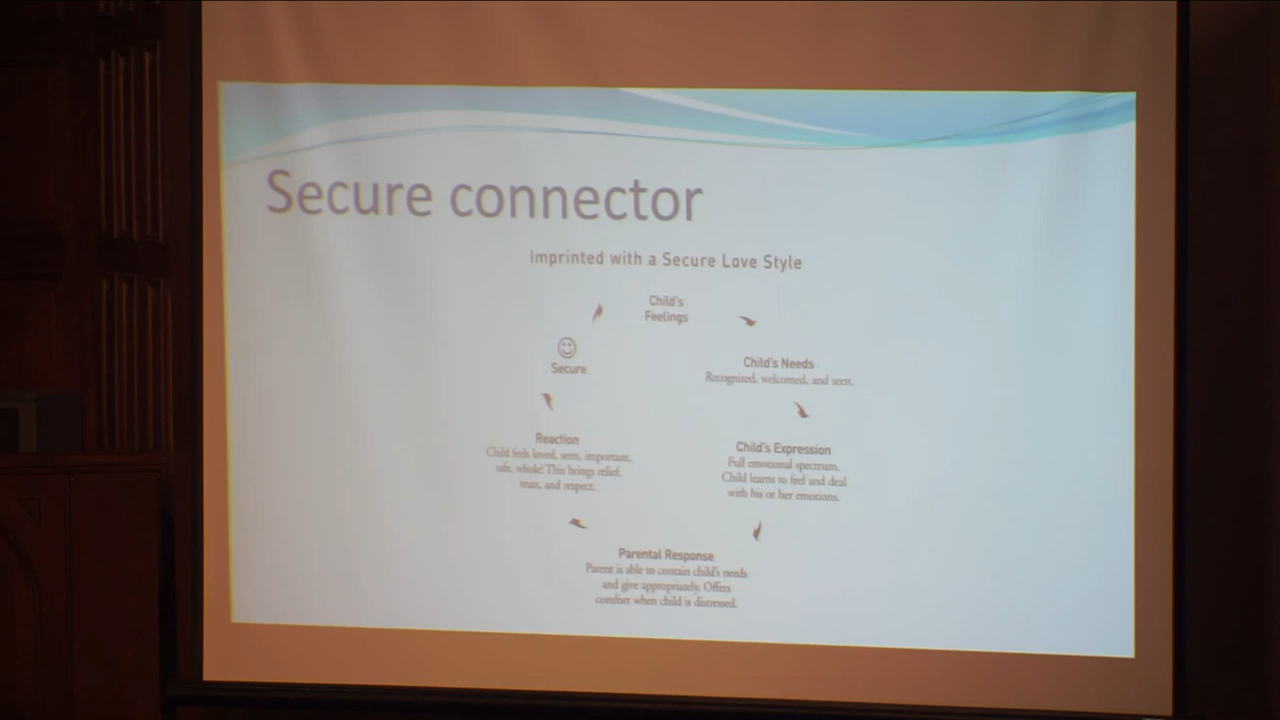 Secure connector
Imprinted with a Secure Love Style
Child's
Feelings
Child's Needs
Recognized, welcomed, and seen.
Child's Expression
Full emotional spectrum.
Child learns to feel and deal
with his or her emotions.
Parental Response
Parent is able to contain child's needs
and give appropriately. Offers
comfort when child is distressed.
Reaction
Child feels loved, seen, important,
safe, whole! This brings relief,
trust, and respect.
Secure